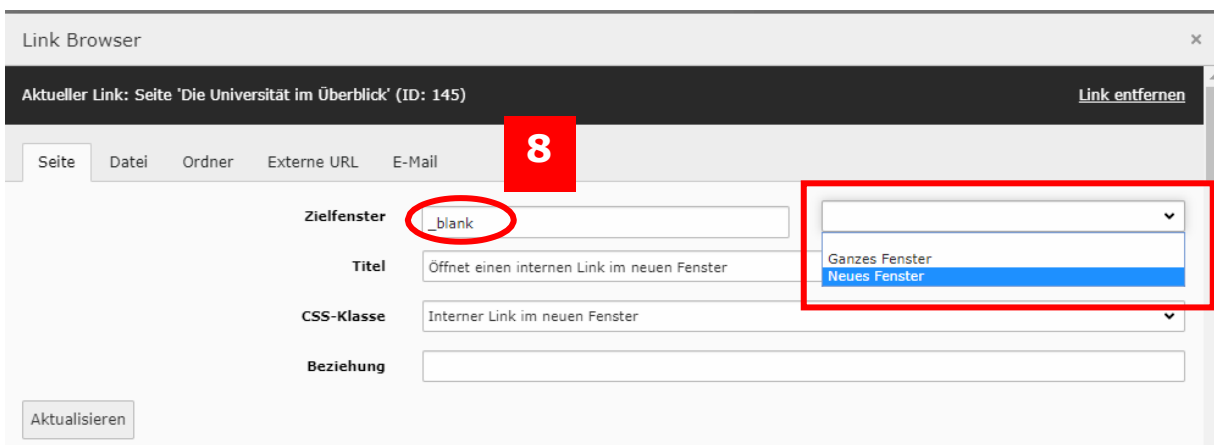 Link Browser ×
Aktueller Link: Seite 'Die Universität im Überblick' (ID: 145) Link entfernen
8
Seite Datei Ordner Externe URL E-Mail
Zielfenster _blank
Ganzes Fenster
Neues Fenster
Titel Öffnet einen internen Link im neuen Fenster
CSS-Klasse Interner Link im neuen Fenster
Beziehung
Aktualisieren